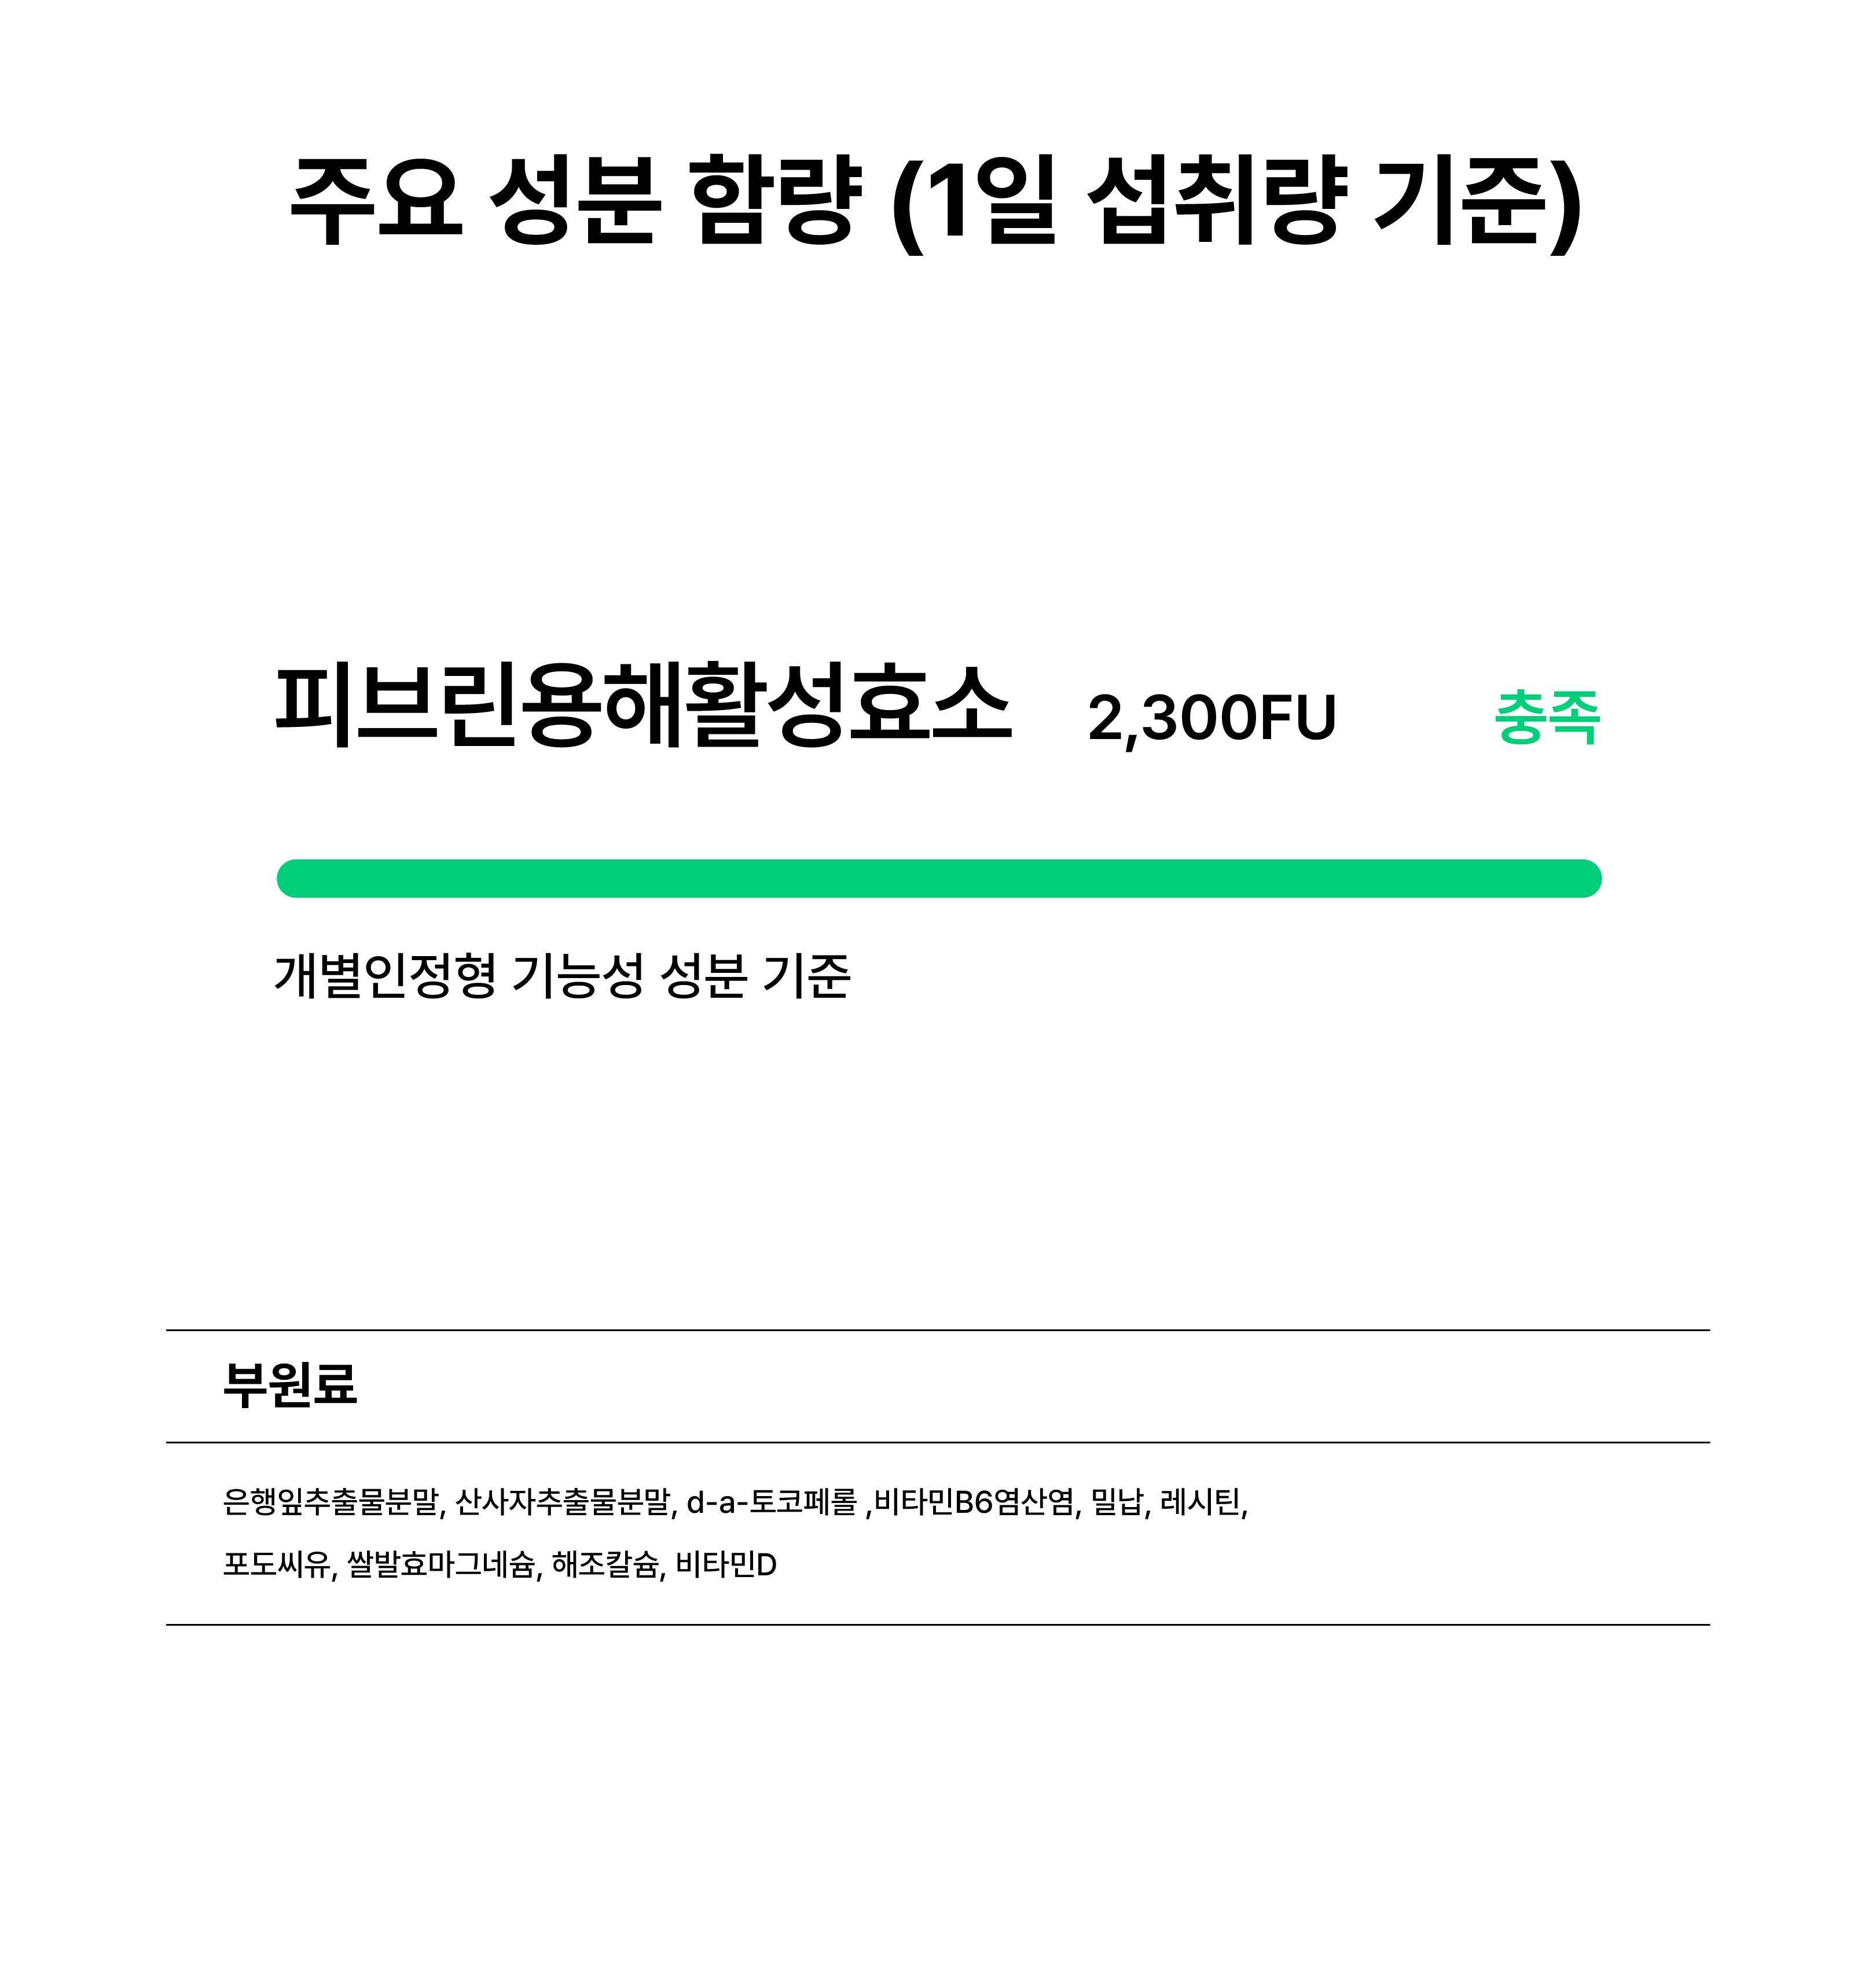 주요 성분 함량 (1일 섭취량 기준)
피브린용해활성효소 2,300FU 충족
개별인정형 기능성 성분 기준
부원료
은행잎추출물분말, 산사자추출물분말, d-a-토코페롤 ,비타민B6염산염, 밀납, 레시틴,
포도씨유, 쌀발효마그네슘, 해조칼슘, 비타민D